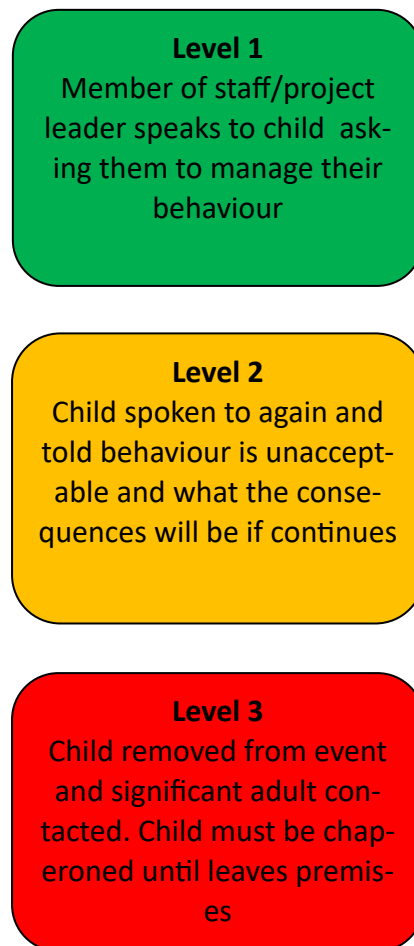 Level 1
Member of staff/project
leader speaks to child  ask-
ing them to manage their
behaviour
Level 2
Child spoken to again and
told behaviour is unaccept-
able and what the conse-
quences will be if continues
Level 3
Child removed from event
and significant adult con-
tacted. Child must be chap-
eroned until leaves premis-
es